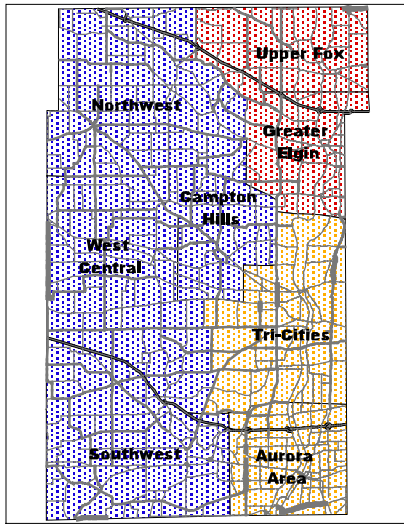 Upper Fox
Northwest
Greater
Elgin
Campton
Hills
West
Central
Tri-Cities
Southwest
Aurora
Area